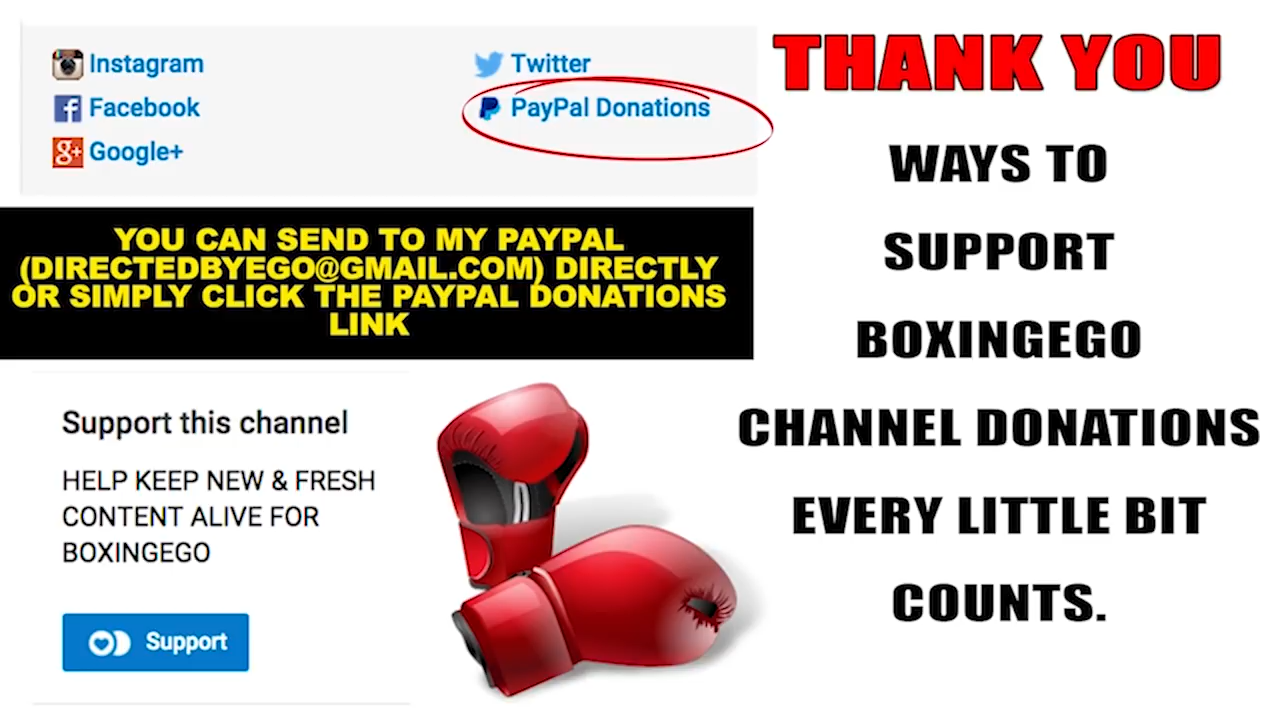 Instagram
Twitter
Facebook
PayPal Donations
Google+
YOU CAN SEND TO MY PAYPAL
(DIRECTEDBYEGO@GMAIL.COM) DIRECTLY
OR SIMPLY CLICK THE PAYPAL DONATIONS
LINK
Support this channel
HELP KEEP NEW & FRESH
CONTENT ALIVE FOR
BOXINGEGO
Support
THANK YOU
WAYS TO
SUPPORT
BOXINGEGO
CHANNEL DONATIONS
EVERY LITTLE BIT
COUNTS.